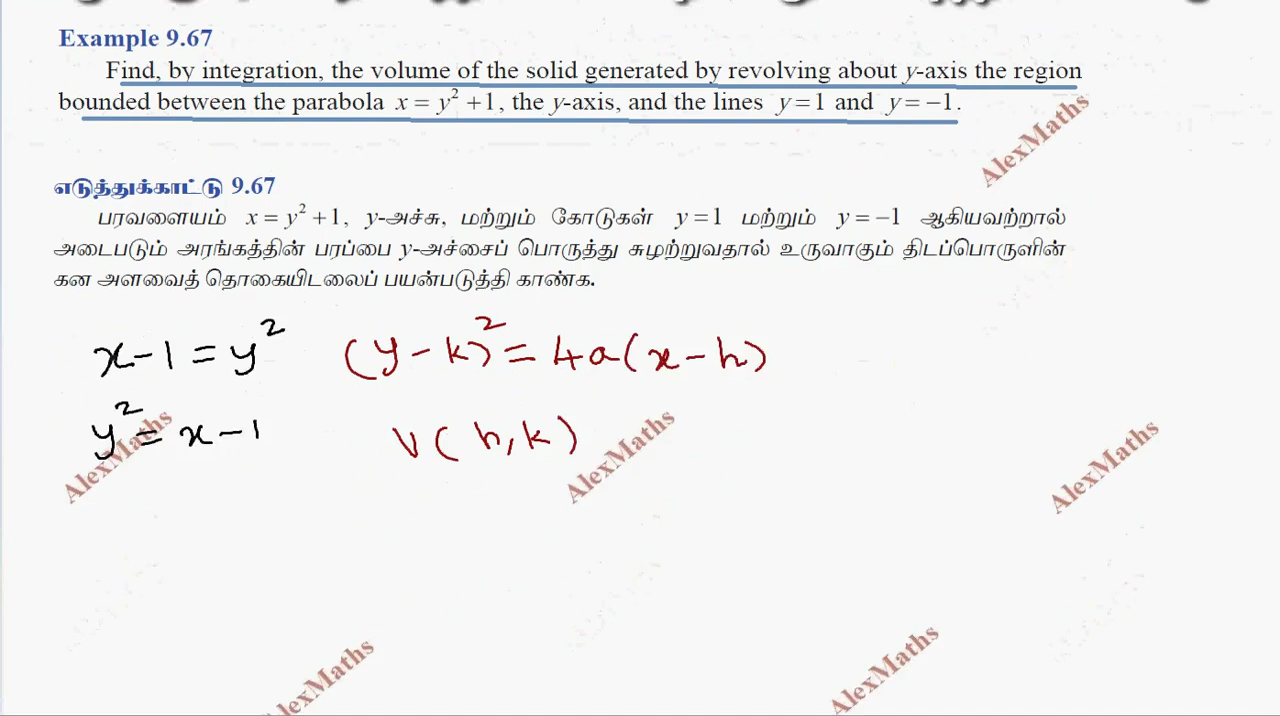 Example 9.67
Find, by integration, the volume of the solid generated by revolving about y-axis the region
bounded between the parabola x = y² + 1, the y-axis, and the lines y = 1 and y = −1.
எடுத்துக்காட்டு 9.67
பரவளையம் x = y² + 1, y-அச்சு, மற்றும் கோடுகள் y = 1 மற்றும் y = −1 ஆகியவற்றால்
அடைபடும் அரங்கத்தின் பரப்பை y-அச்சைப் பொருத்து சுழற்றுவதால் உருவாகும் திடப்பொருளின்
கன அளவைத் தொகையிடலைப் பயன்படுத்தி காண்க.
x − 1 = y² (y − k)² = 4a(x − h)
y² = x − 1 V(h, k)
AlexMaths
AlexMaths
AlexMaths
AlexMaths
AlexMaths
AlexMaths